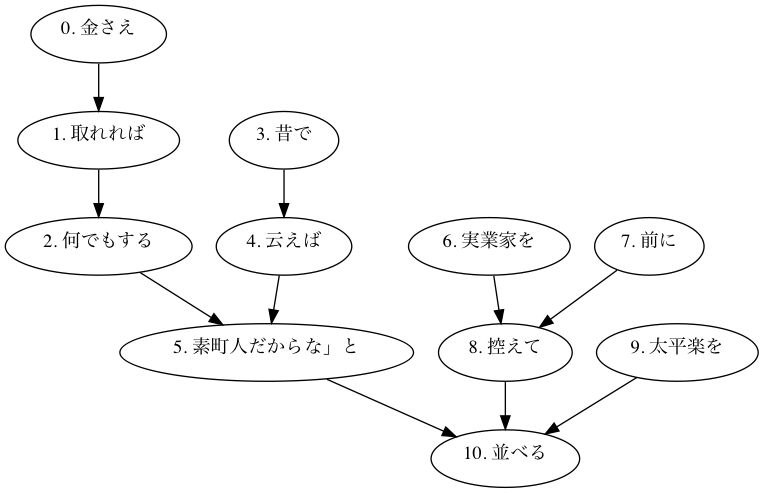 0. 金さえ
1. 取れれば
3. 昔で
2. 何でもする
4. 云えば
6. 実業家を
7. 前に
5. 素町人だからな」と
8. 控えて
9. 太平楽を
10. 並べる